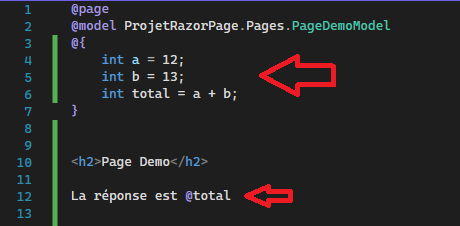 1 @page
2 @model ProjetRazorPage.Pages.PageDemoModel
3 @{
4 int a = 12;
5 int b = 13;
6 int total = a + b;
7 }
8
9
10 <h2>Page Demo</h2>
11
12 La réponse est @total
13